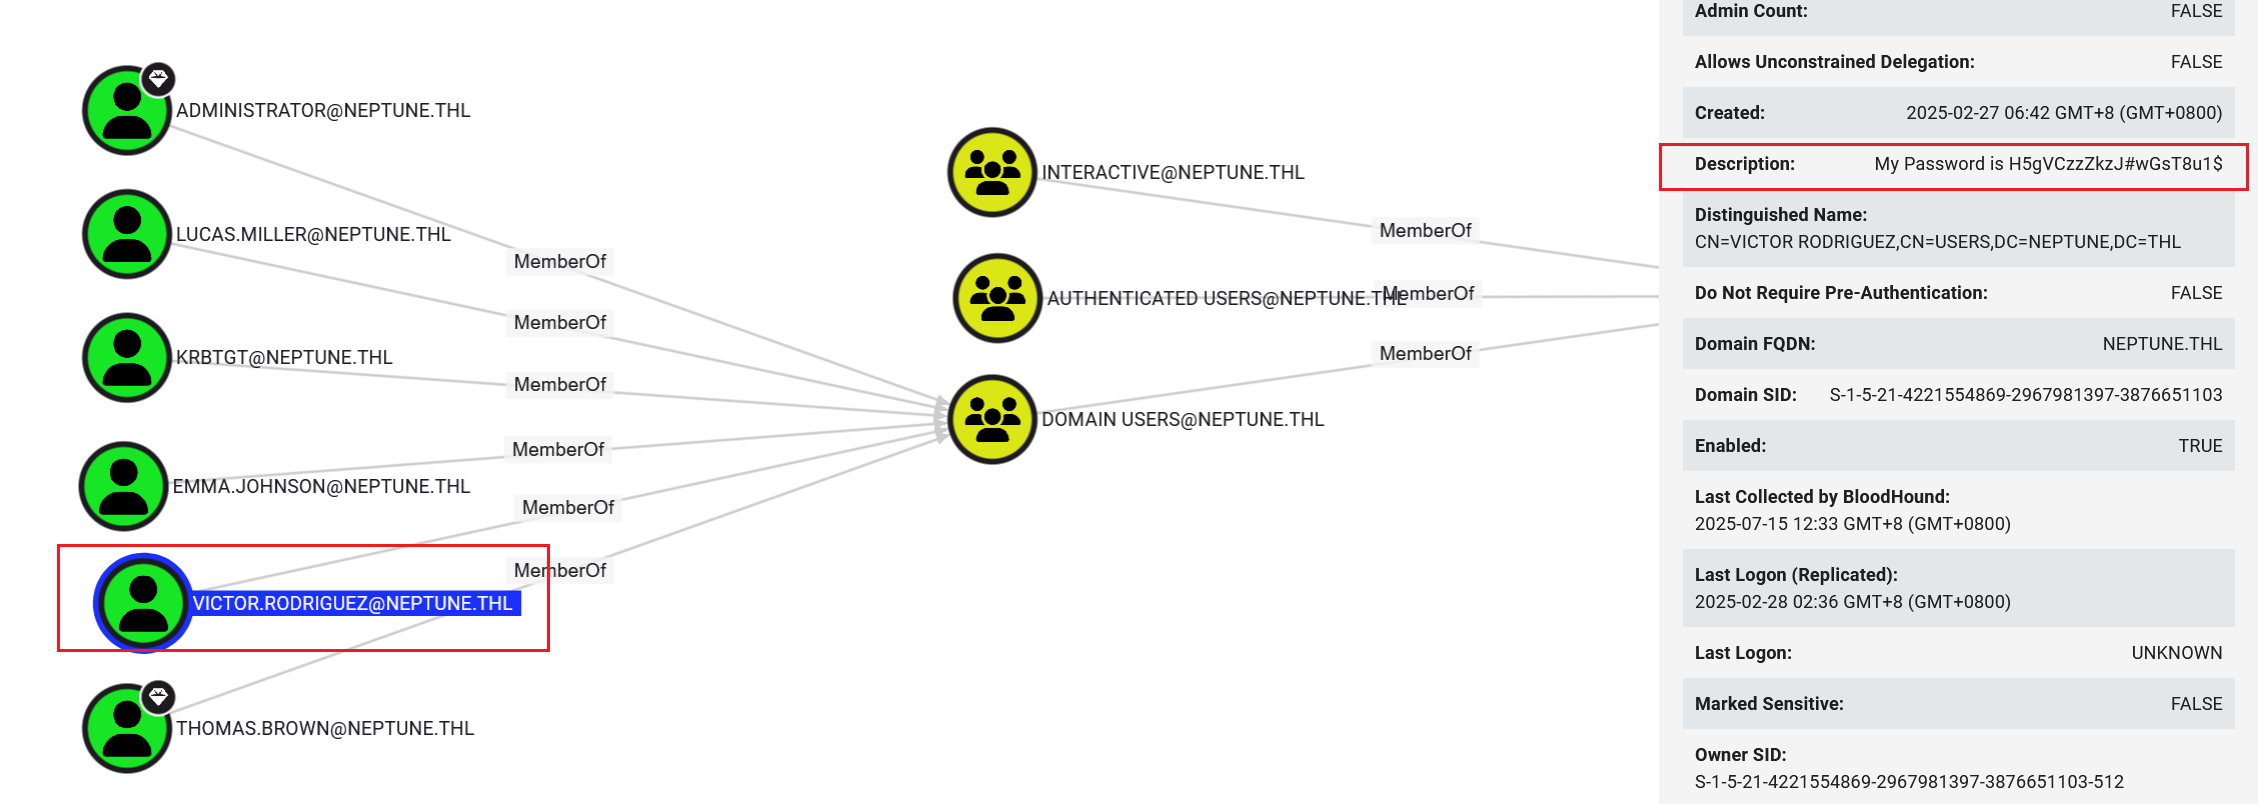 ADMINISTRATOR@NEPTUNE.THL
LUCAS.MILLER@NEPTUNE.THL
KRBTGT@NEPTUNE.THL
EMMA.JOHNSON@NEPTUNE.THL
VICTOR.RODRIGUEZ@NEPTUNE.THL
THOMAS.BROWN@NEPTUNE.THL
MemberOf
MemberOf
MemberOf
MemberOf
MemberOf
MemberOf
INTERACTIVE@NEPTUNE.THL
AUTHENTICATED USERS@NEPTUNE.THL
DOMAIN USERS@NEPTUNE.THL
MemberOf
MemberOf
MemberOf
Admin Count: FALSE
Allows Unconstrained Delegation: FALSE
Created: 2025-02-27 06:42 GMT+8 (GMT+0800)
Description: My Password is H5gVCzzZkzJ#wGsT8u1$
Distinguished Name:
CN=VICTOR RODRIGUEZ,CN=USERS,DC=NEPTUNE,DC=THL
Do Not Require Pre-Authentication: FALSE
Domain FQDN: NEPTUNE.THL
Domain SID: S-1-5-21-4221554869-2967981397-3876651103
Enabled: TRUE
Last Collected by BloodHound:
2025-07-15 12:33 GMT+8 (GMT+0800)
Last Logon (Replicated):
2025-02-28 02:36 GMT+8 (GMT+0800)
Last Logon: UNKNOWN
Marked Sensitive: FALSE
Owner SID:
S-1-5-21-4221554869-2967981397-3876651103-512